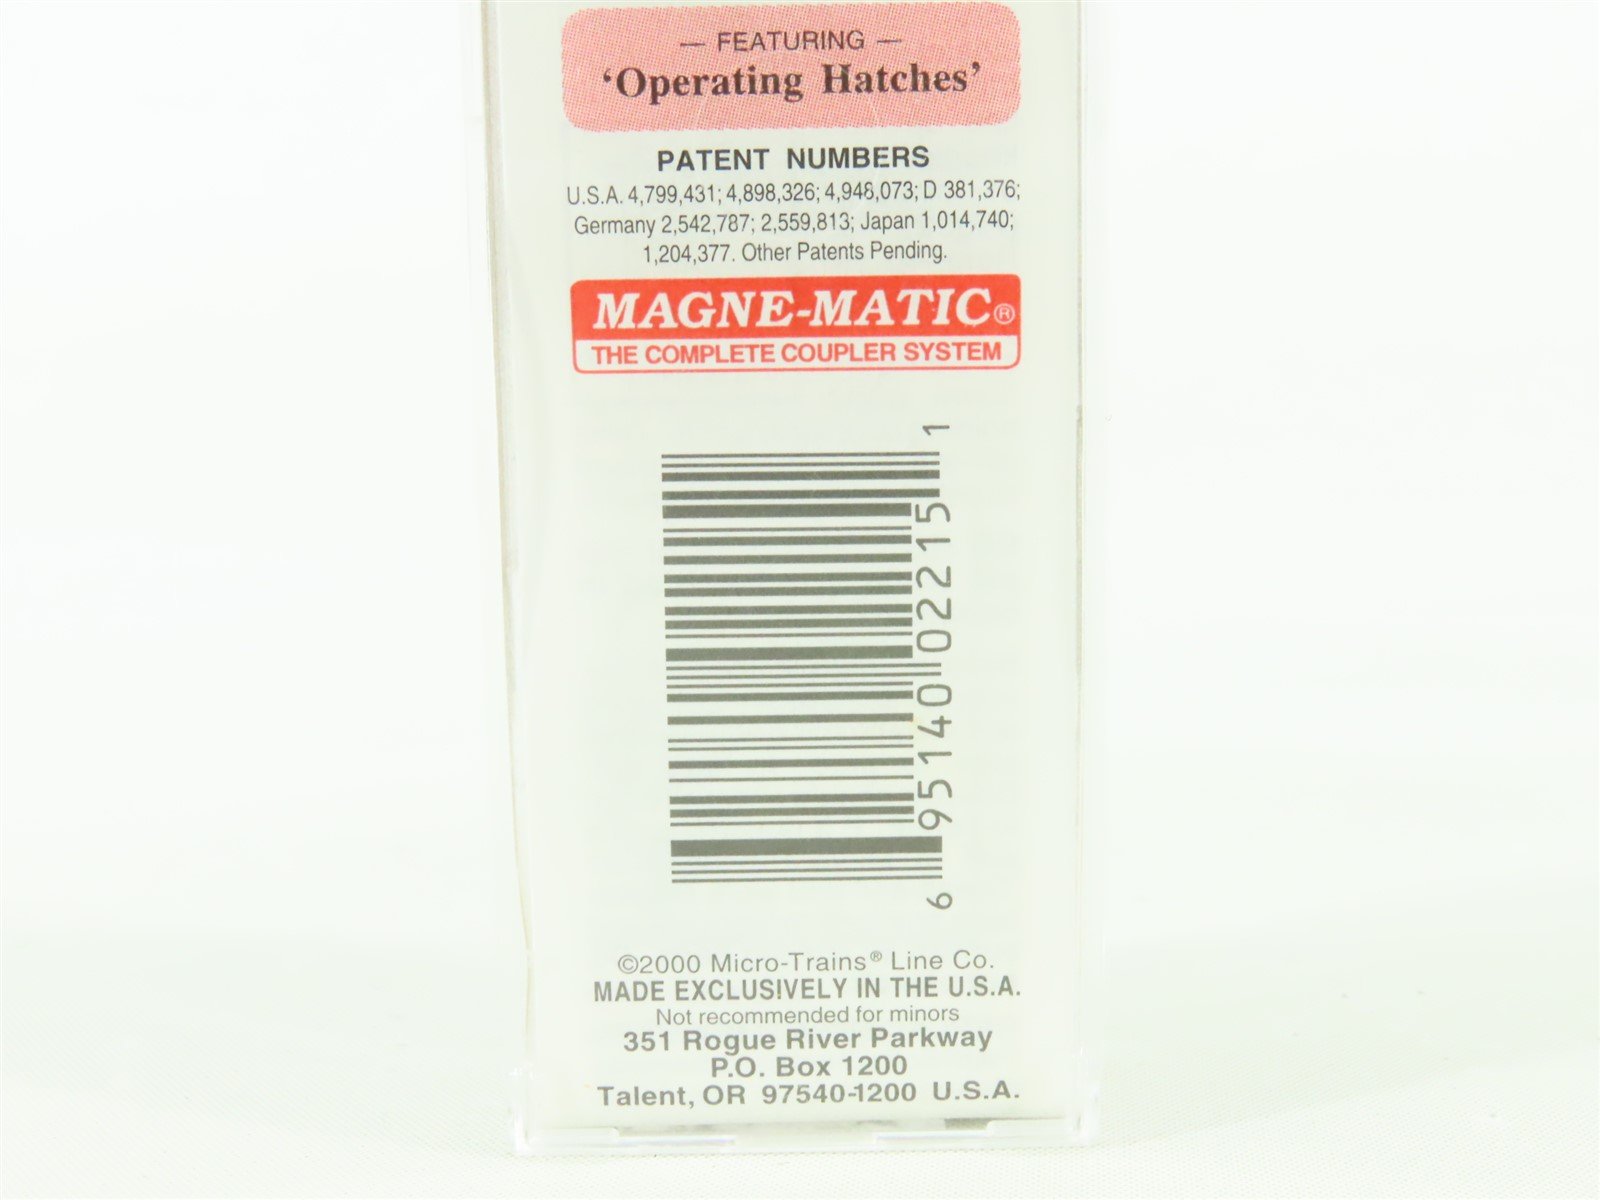 — FEATURING —
‘Operating Hatches’
PATENT NUMBERS
U.S.A. 4,799,431; 4,898,326; 4,948,073; D 381,376;
Germany 2,542,787; 2,559,813; Japan 1,014,740;
1,204,377. Other Patents Pending.
MAGNE-MATIC®
THE COMPLETE COUPLER SYSTEM
6 95140 02215 1
©2000 Micro-Trains® Line Co.
MADE EXCLUSIVELY IN THE U.S.A.
Not recommended for minors
351 Rogue River Parkway
P.O. Box 1200
Talent, OR 97540-1200 U.S.A.